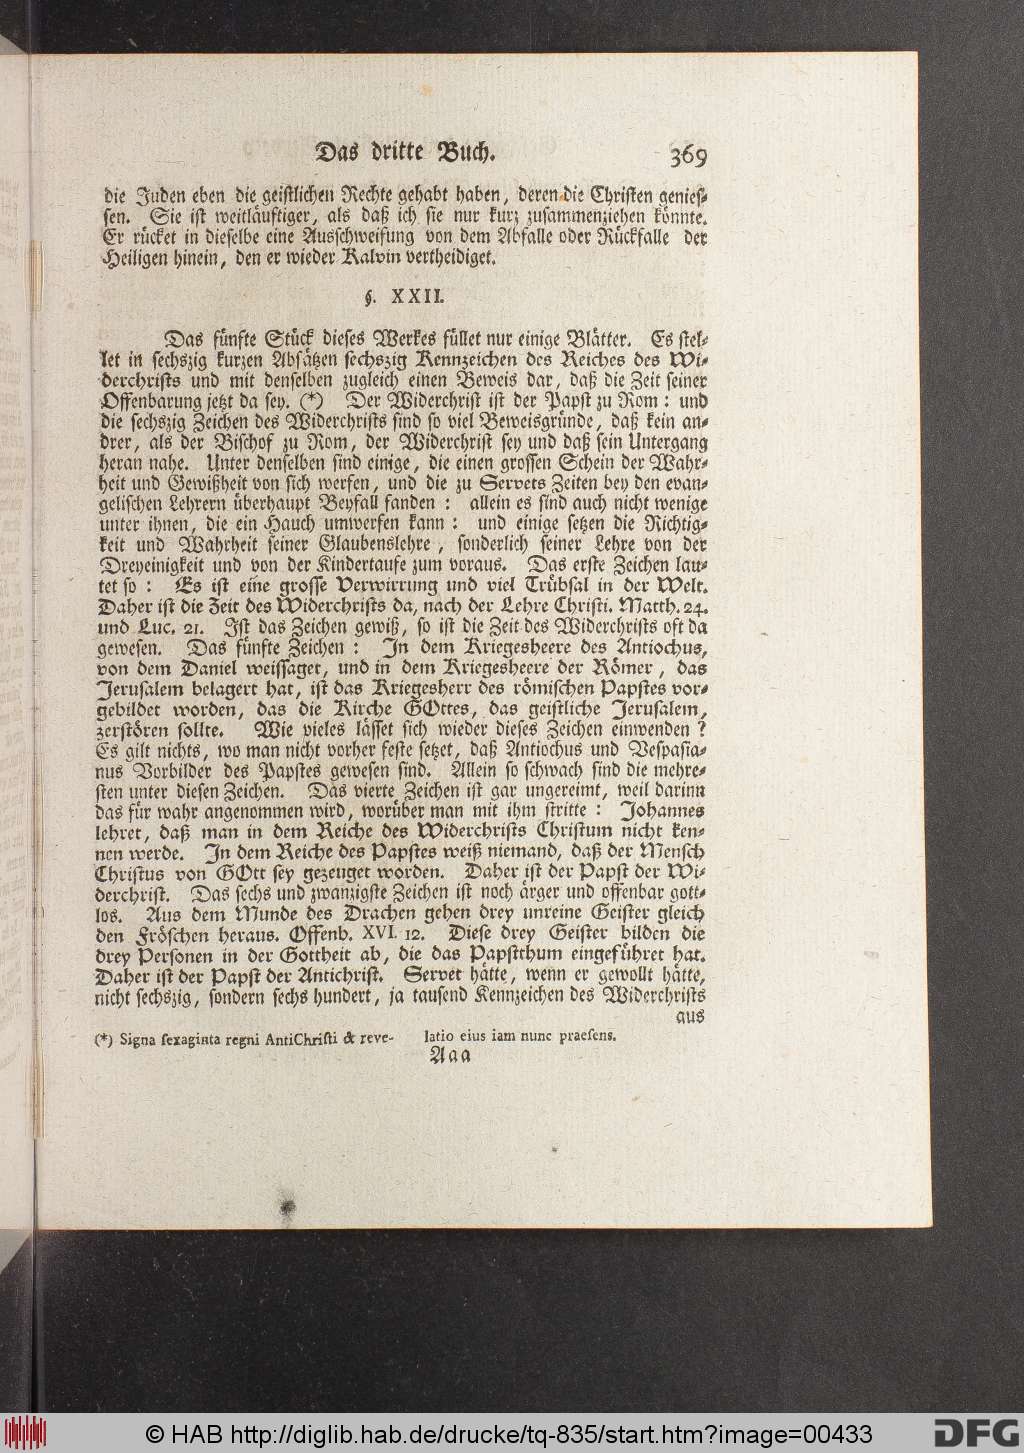 Das dritte Buch. 369
die Juden eben die geistlichen Rechte gehabt haben, deren die Christen genies-
sen. Sie ist weitläuftiger, als daß ich sie nur kurz zusammenziehen könnte.
Er rücket in dieselbe eine Ausschweifung von dem Abfalle oder Rückfalle der
Heiligen hinein, den er wieder Kalvin vertheidiget.
§. XXII.
Das fünfte Stück dieses Werkes füllet nur einige Blätter. Es stel-
let in sechszig kurzen Absätzen sechszig Kennzeichen des Reiches des Wi-
derchrists und mit denselben zugleich einen Beweis dar, daß die Zeit seiner
Offenbarung jetzt da sey. (*) Der Widerchrist ist der Papst zu Rom: und
die sechszig Zeichen des Widerchrists sind so viel Beweisgründe, daß kein an-
drer, als der Bischof zu Rom, der Widerchrist sey und daß sein Untergang
heran nahe. Unter denselben sind einige, die einen grossen Schein der Wahr-
heit und Gewißheit von sich werfen, und die zu Servets Zeiten bey den evan-
gelischen Lehrern überhaupt Beyfall fanden: allein es sind auch nicht wenige
unter ihnen, die ein Hauch umwerfen kann: und einige setzen die Richtig-
keit und Wahrheit seiner Glaubenslehre, sonderlich seiner Lehre von der
Dreyeinigkeit und von der Kindertaufe zum voraus. Das erste Zeichen lau-
tet so: Es ist eine grosse Verwirrung und viel Trübsal in der Welt.
Daher ist die Zeit des Widerchrists da, nach der Lehre Christi. Matth. 24.
und Luc. 21. Ist das Zeichen gewiß, so ist die Zeit des Widerchrists oft da
gewesen. Das fünfte Zeichen: In dem Kriegesheere des Antiochus,
von dem Daniel weissaget, und in dem Kriegesheere der Römer, das
Jerusalem belagert hat, ist das Kriegesherr des römischen Papstes vor-
gebildet worden, das die Kirche GOttes, das geistliche Jerusalem,
zerstören sollte. Wie vieles lässet sich wieder dieses Zeichen einwenden?
Es gilt nichts, wo man nicht vorher feste setzet, daß Antiochus und Vespasia-
nus Vorbilder des Papstes gewesen sind. Allein so schwach sind die mehre-
sten unter diesen Zeichen. Das vierte Zeichen ist gar ungereimt, weil darinn
das für wahr angenommen wird, worüber man mit ihm stritte: Johannes
lehret, daß man in dem Reiche des Widerchrists Christum nicht ken-
nen werde. In dem Reiche des Papstes weiß niemand, daß der Mensch
Christus von GOtt sey gezeuget worden. Daher ist der Papst der Wi-
derchrist. Das sechs und zwanzigste Zeichen ist noch ärger und offenbar gott-
los. Aus dem Munde des Drachen gehen drey unreine Geister gleich
den Fröschen heraus. Offenb. XVI. 12. Diese drey Geister bilden die
drey Personen in der Gottheit ab, die das Papstthum eingeführet hat.
Daher ist der Papst der Antichrist. Servet hätte, wenn er gewollt hätte,
nicht sechszig, sondern sechs hundert, ja tausend Kennzeichen des Widerchrists
aus
(*) Signa sexaginta regni AntiChristi & reve- latio eius iam nunc praesens.
Aaa
© HAB http://diglib.hab.de/drucke/tq-835/start.htm?image=00433 DFG